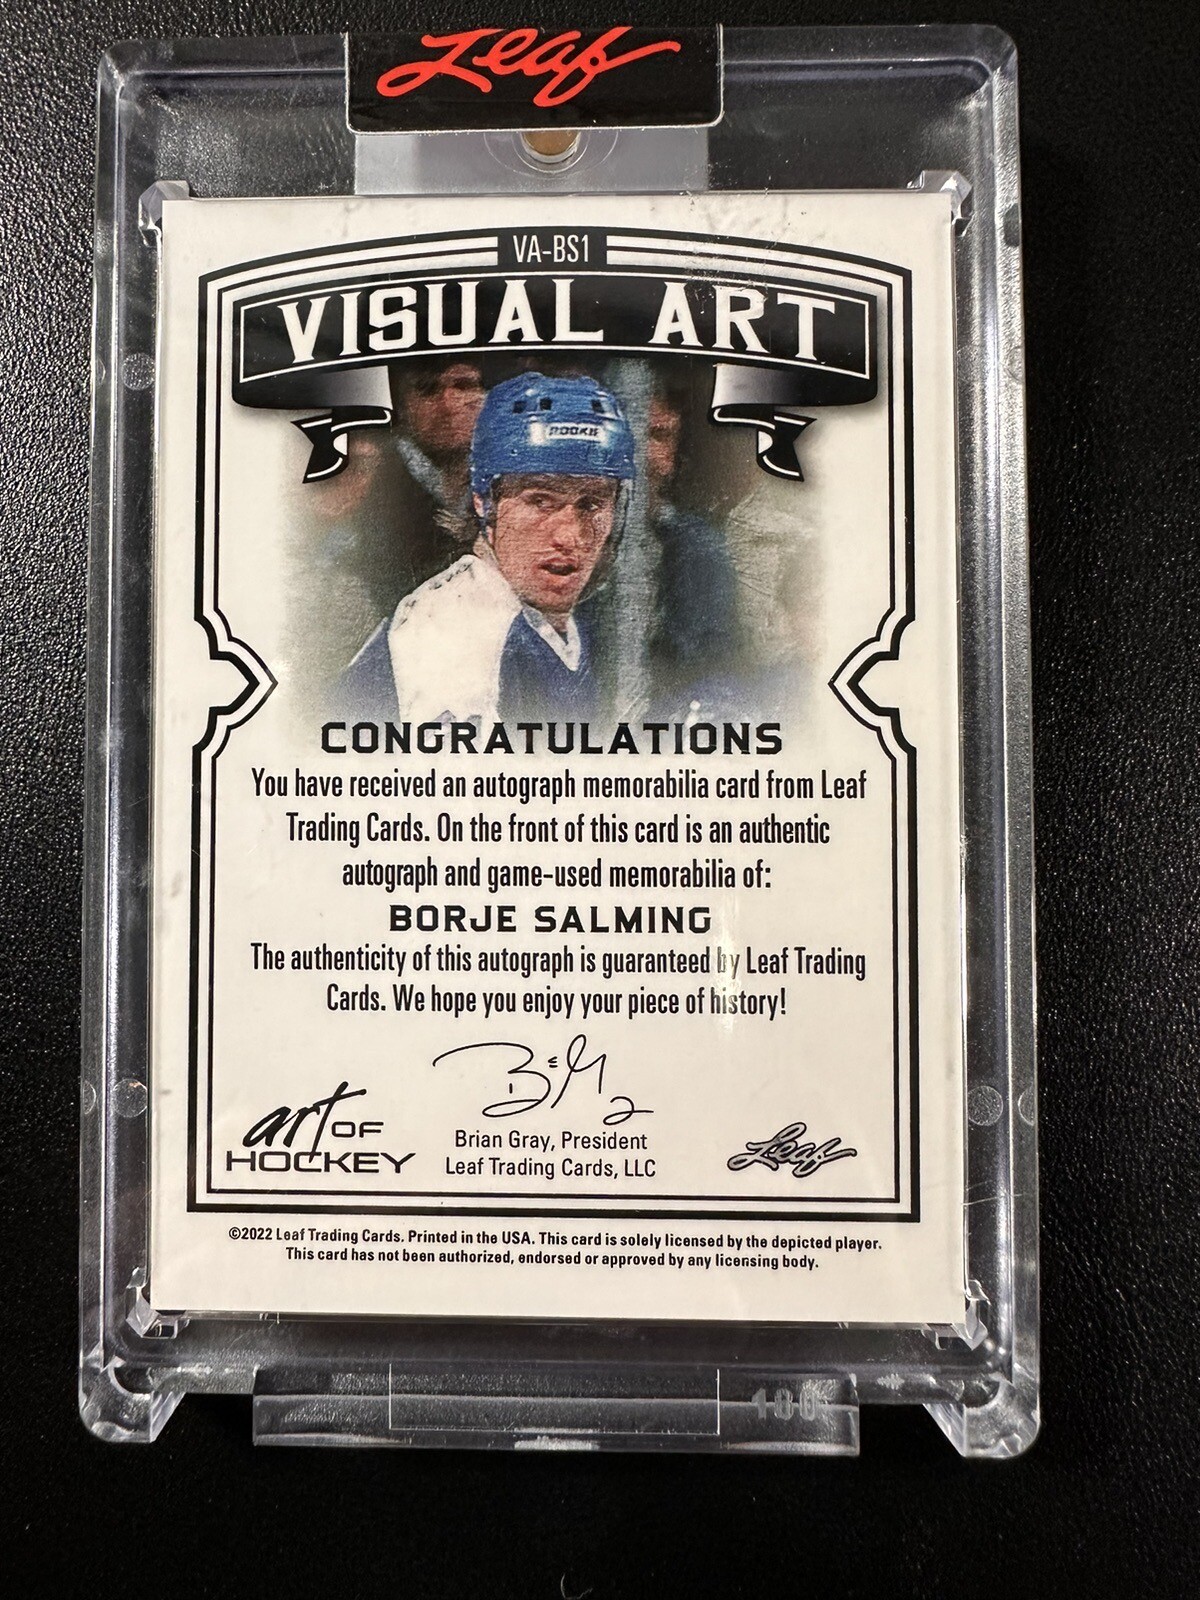 Leaf
VA-BS1
VISUAL ART
ROOKIE
CONGRATULATIONS
You have received an autograph memorabilia card from Leaf
Trading Cards. On the front of this card is an authentic
autograph and game-used memorabilia of:
BORJE SALMING
The authenticity of this autograph is guaranteed by Leaf Trading
Cards. We hope you enjoy your piece of history!
art OF
HOCKEY
Brian Gray, President
Leaf Trading Cards, LLC
Leaf
©2022 Leaf Trading Cards. Printed in the USA. This card is solely licensed by the depicted player.
This card has not been authorized, endorsed or approved by any licensing body.
180